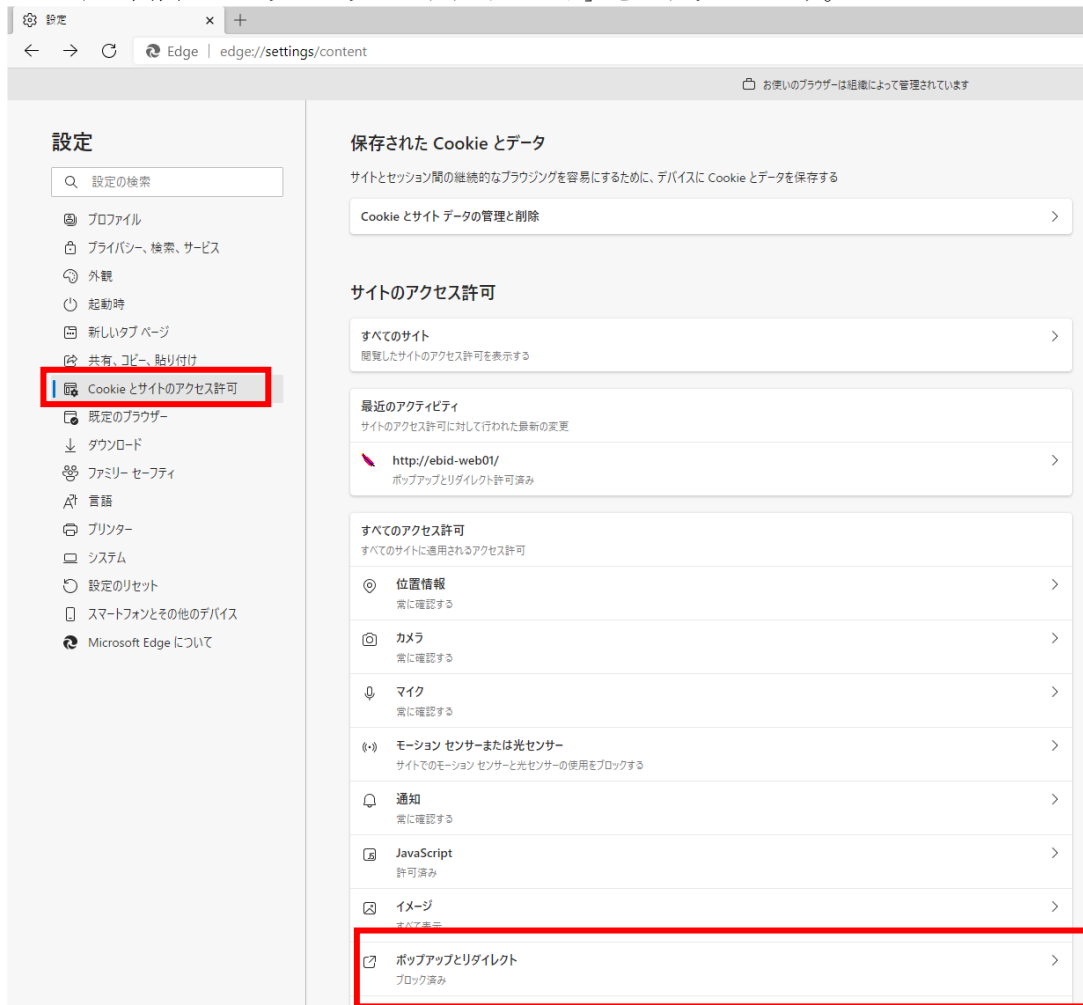 設定
Edge | edge://settings/content
お使いのブラウザーは組織によって管理されています
設定
設定の検索
プロファイル
プライバシー、検索、サービス
外観
起動時
新しいタブ ページ
共有、コピー、貼り付け
Cookie とサイトのアクセス許可
既定のブラウザー
ダウンロード
ファミリー セーフティ
言語
プリンター
システム
設定のリセット
スマートフォンとその他のデバイス
Microsoft Edge について
保存された Cookie とデータ
サイトとセッション間の継続的なブラウジングを容易にするために、デバイスに Cookie とデータを保存する
Cookie とサイト データの管理と削除
サイトのアクセス許可
すべてのサイト
閲覧したサイトのアクセス許可を表示する
最近のアクティビティ
サイトのアクセス許可に対して行われた最新の変更
http://ebid-web01/
ポップアップとリダイレクト許可済み
すべてのアクセス許可
すべてのサイトに適用されるアクセス許可
位置情報
常に確認する
カメラ
常に確認する
マイク
常に確認する
モーション センサーまたは光センサー
サイトでのモーション センサーと光センサーの使用をブロックする
通知
常に確認する
JavaScript
許可済み
イメージ
すべて表示
ポップアップとリダイレクト
ブロック済み